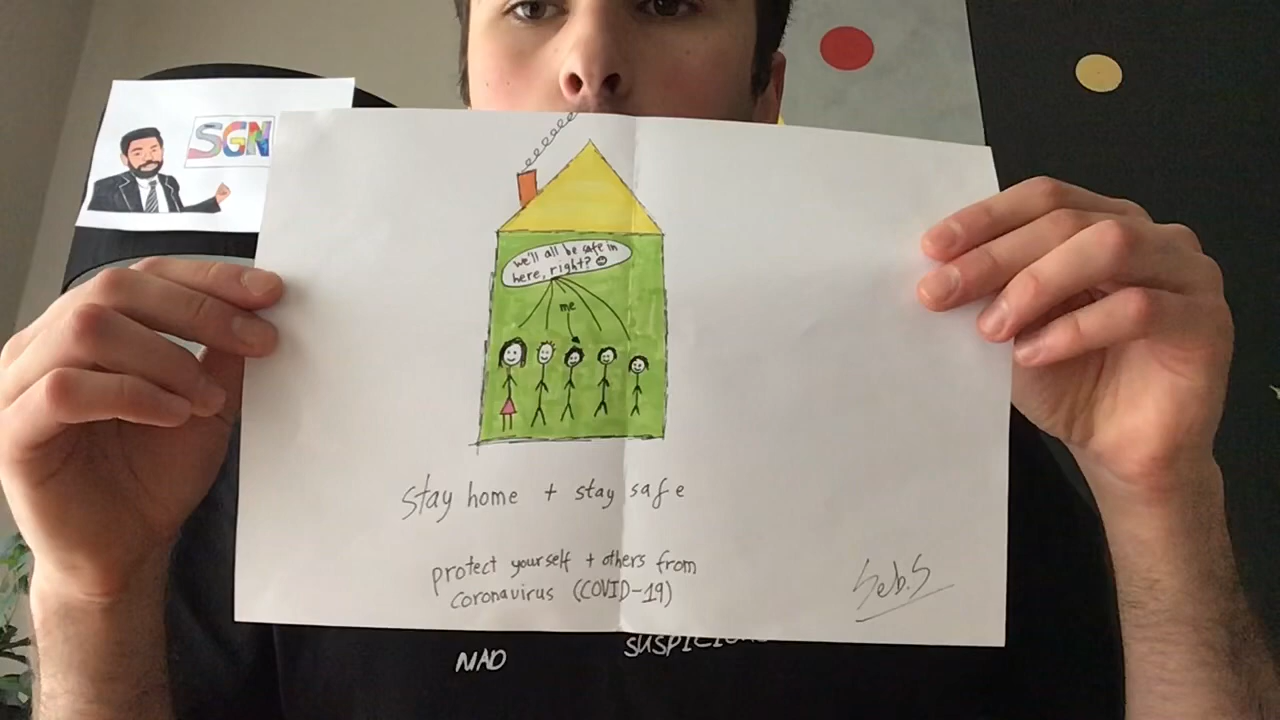 SGN
we'll all be safe in
here, right?
me
stay home + stay safe
protect yourself + others from
coronavirus (COVID-19)
Seb.S
MAD